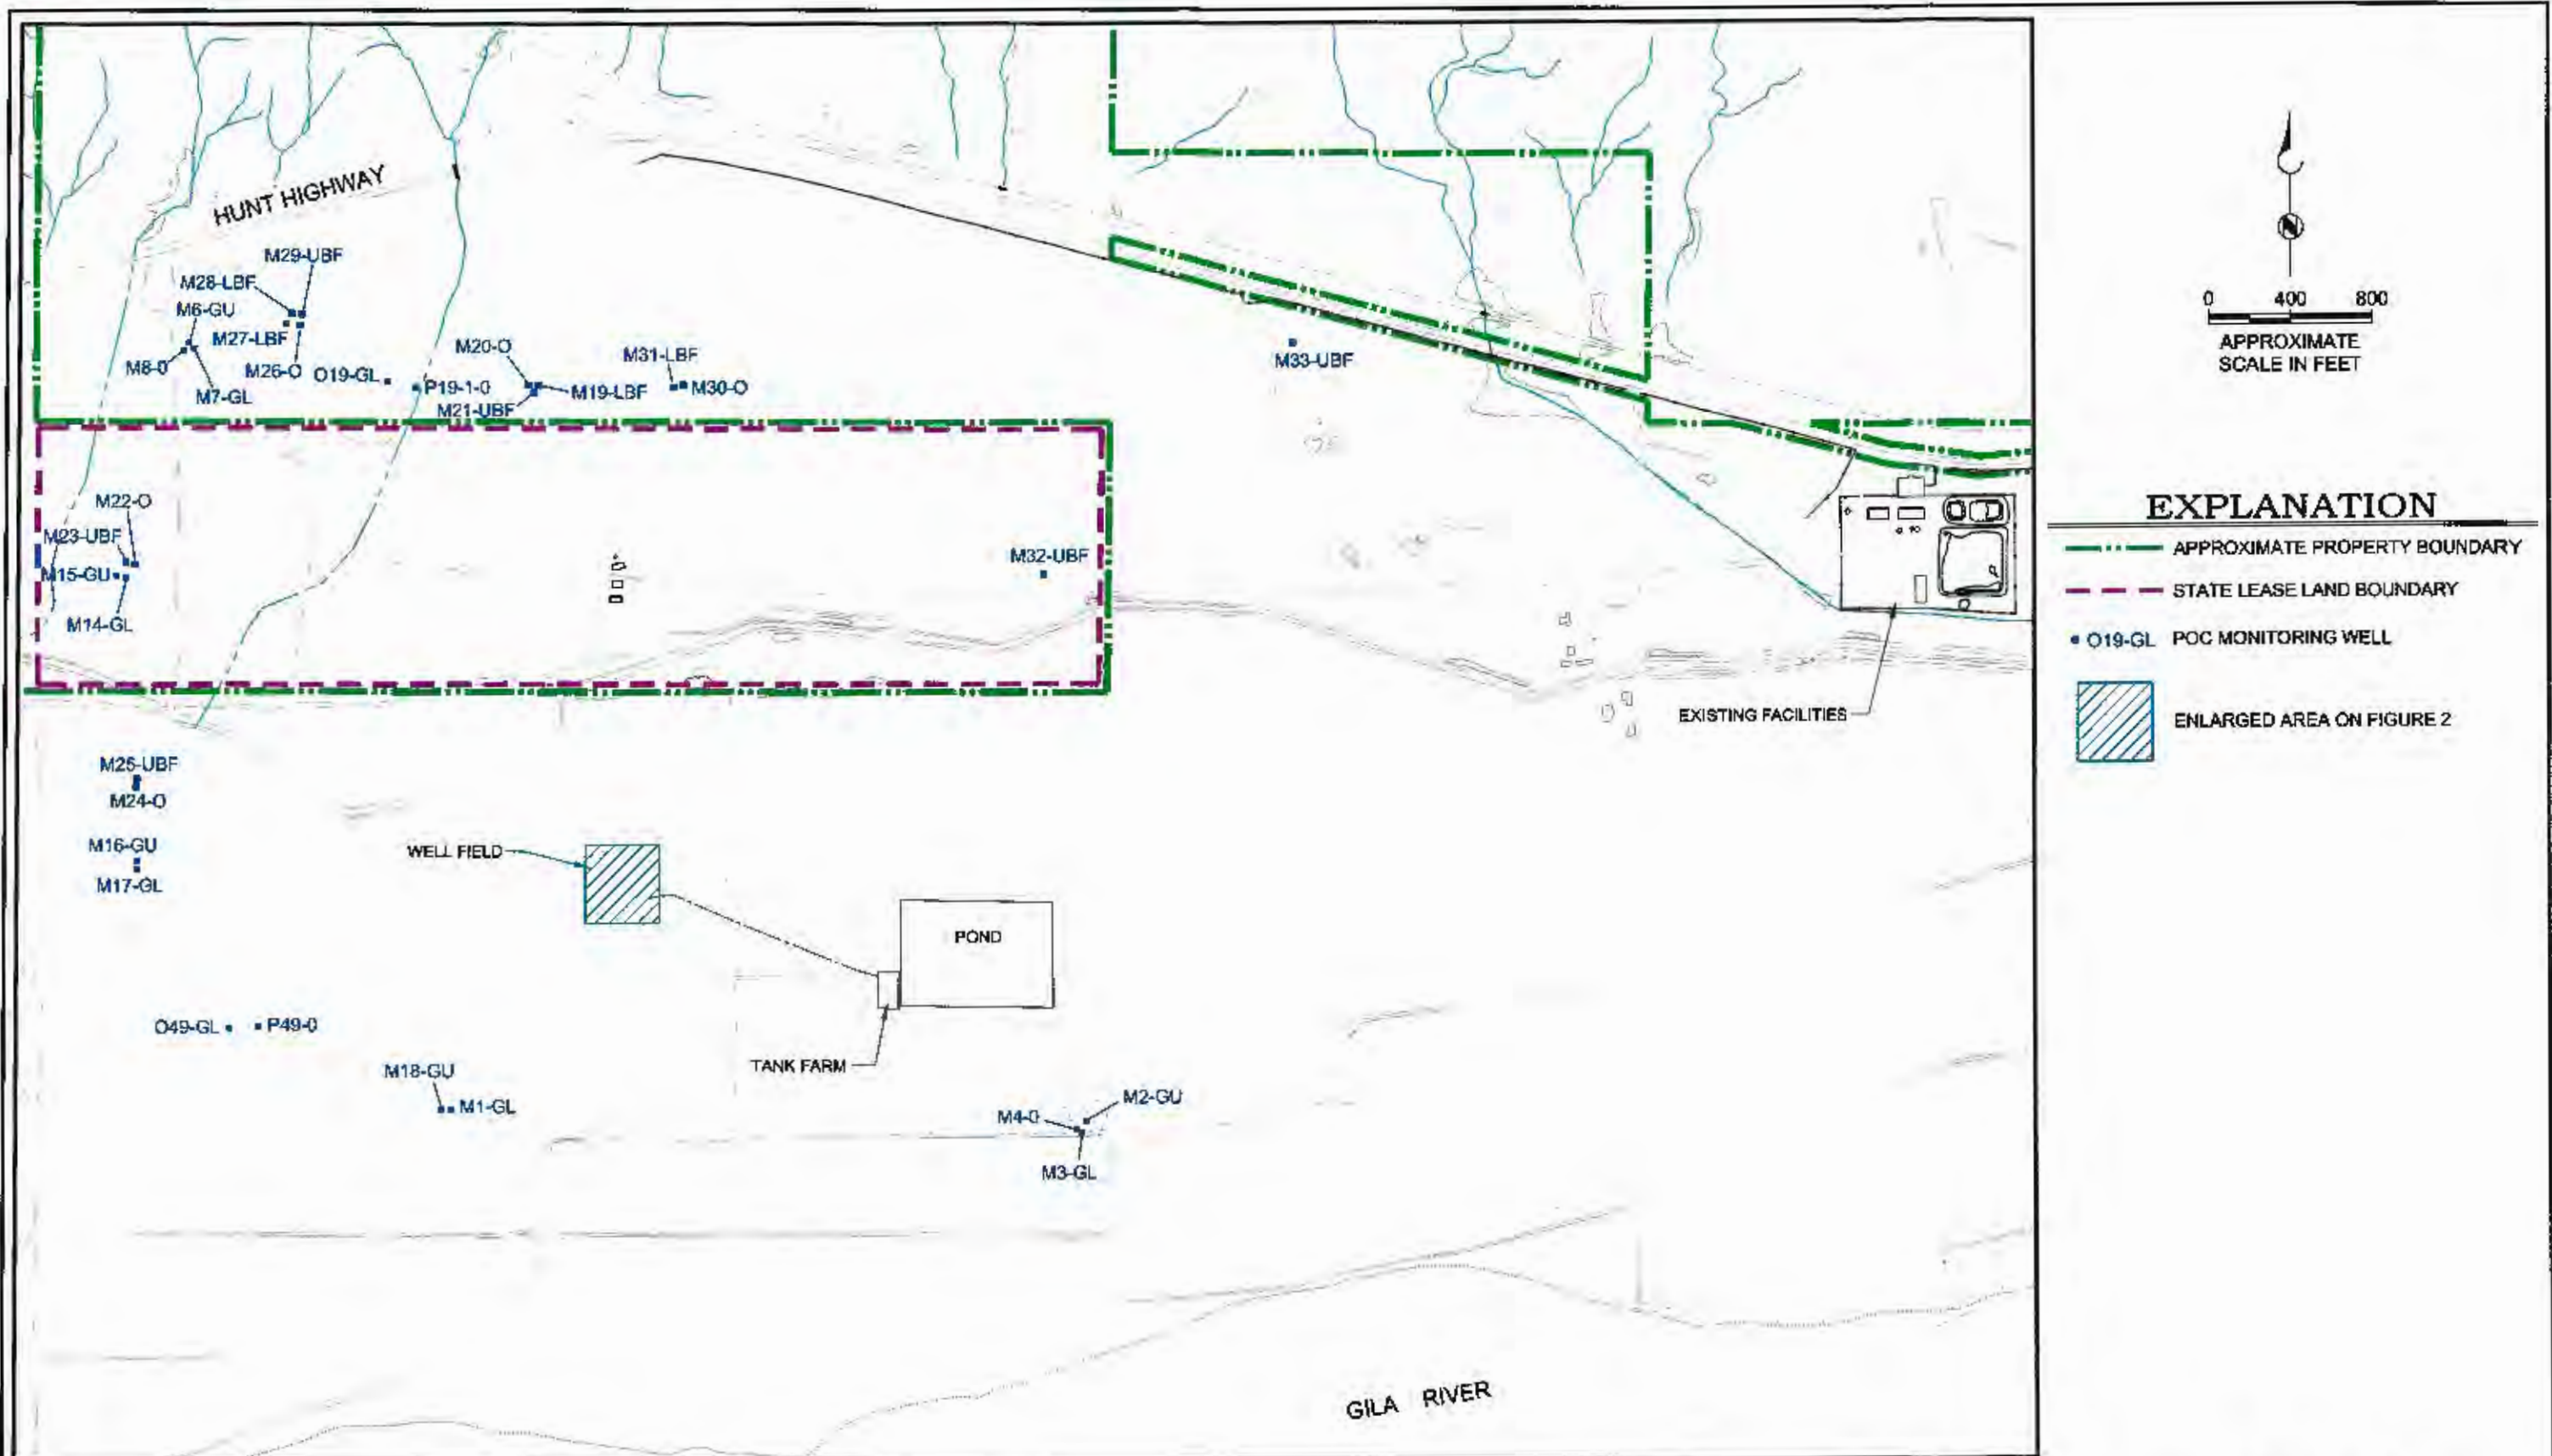 HUNT HIGHWAY
M29-UBF
M28-LBF
M6-GU
M27-LBF
M8-0
M26-O
M7-GL
O19-GL
P19-1-0
M20-O
M19-LBF
M21-UBF
M31-LBF
M30-O
M33-UBF
M22-O
M23-UBF
M15-GU
M14-GL
M32-UBF
EXISTING FACILITIES
M25-UBF
M24-O
M16-GU
M17-GL
WELL FIELD
POND
TANK FARM
O49-GL
P49-0
M18-GU
M1-GL
M4-0
M2-GU
M3-GL
GILA RIVER
N
0 400 800
APPROXIMATE
SCALE IN FEET
EXPLANATION
APPROXIMATE PROPERTY BOUNDARY
STATE LEASE LAND BOUNDARY
O19-GL POC MONITORING WELL
ENLARGED AREA ON FIGURE 2